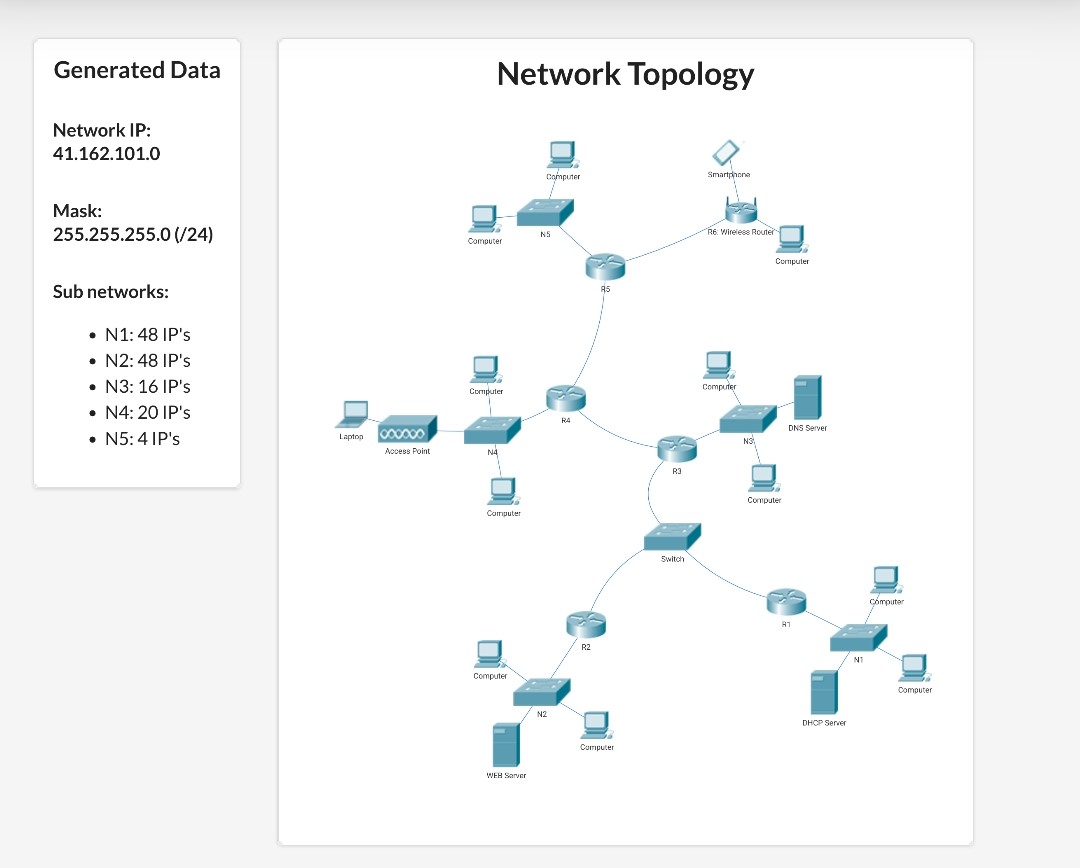 Generated Data
Network IP:
41.162.101.0
Mask:
255.255.255.0 (/24)
Sub networks:
• N1: 48 IP's
• N2: 48 IP's
• N3: 16 IP's
• N4: 20 IP's
• N5: 4 IP's
Network Topology
Computer
Smartphone
N5
Computer
R6: Wireless Router
Computer
R5
Computer
Computer
R4
Laptop
Access Point
N4
N3
DNS Server
R3
Computer
Computer
Switch
Computer
R1
R2
N1
Computer
Computer
N2
DHCP Server
Computer
WEB Server